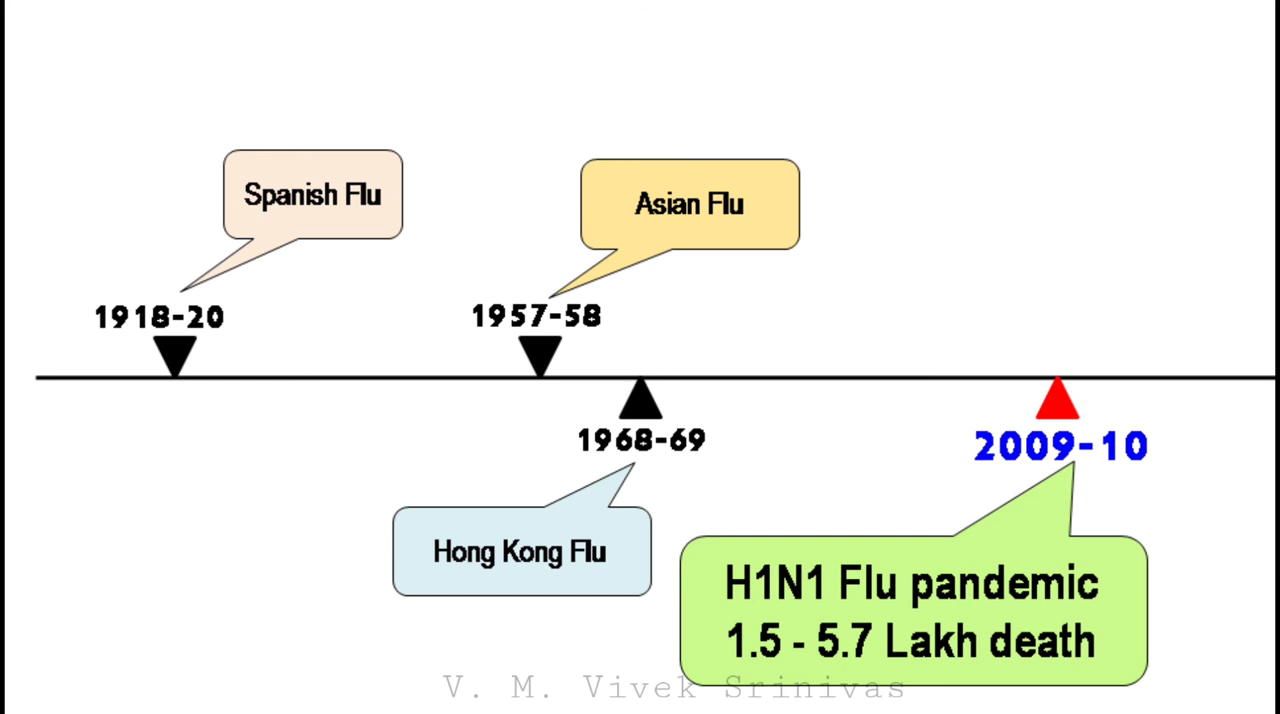 Spanish Flu
Asian Flu
1918-20
1957-58
1968-69
2009-10
Hong Kong Flu
H1N1 Flu pandemic
1.5 - 5.7 Lakh death
V. M. Vivek Srinivas